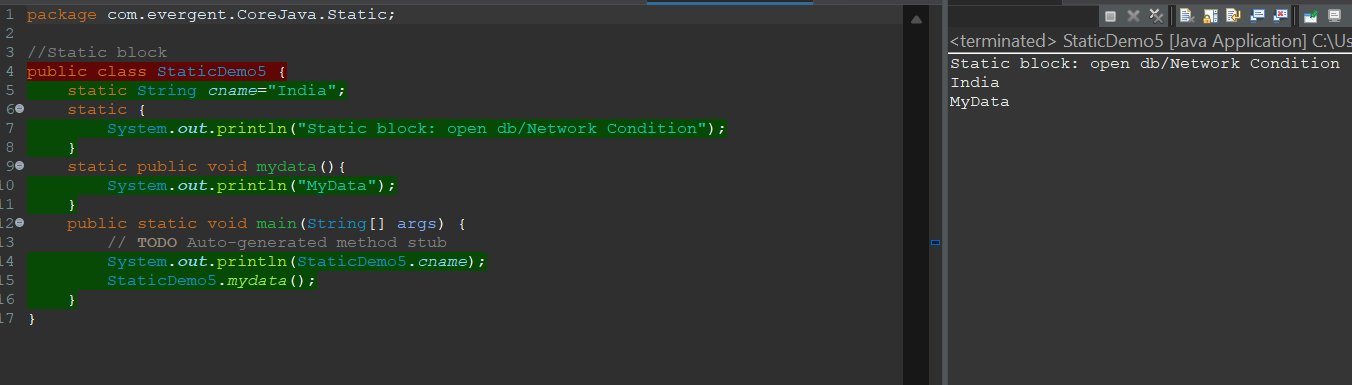 1 package com.evergent.CoreJava.Static;
2
3 //Static block
4 public class StaticDemo5 {
5     static String cname="India";
6     static {
7         System.out.println("Static block: open db/Network Condition");
8     }
9     static public void mydata(){
10         System.out.println("MyData");
11     }
12     public static void main(String[] args) {
13         // TODO Auto-generated method stub
14         System.out.println(StaticDemo5.cname);
15         StaticDemo5.mydata();
16     }
17 }
<terminated> StaticDemo5 [Java Application] C:\Us
Static block: open db/Network Condition
India
MyData